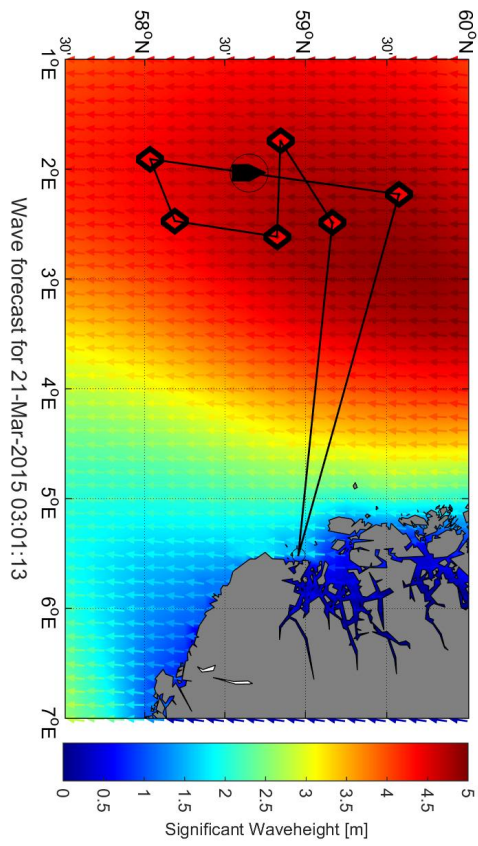 60°N
30'
59°N
30'
58°N
30'
1°E
2°E
3°E
4°E
5°E
6°E
7°E
Wave forecast for 21-Mar-2015 03:01:13
0
0.5
1
1.5
2
2.5
3
3.5
4
4.5
5
Significant Waveheight [m]